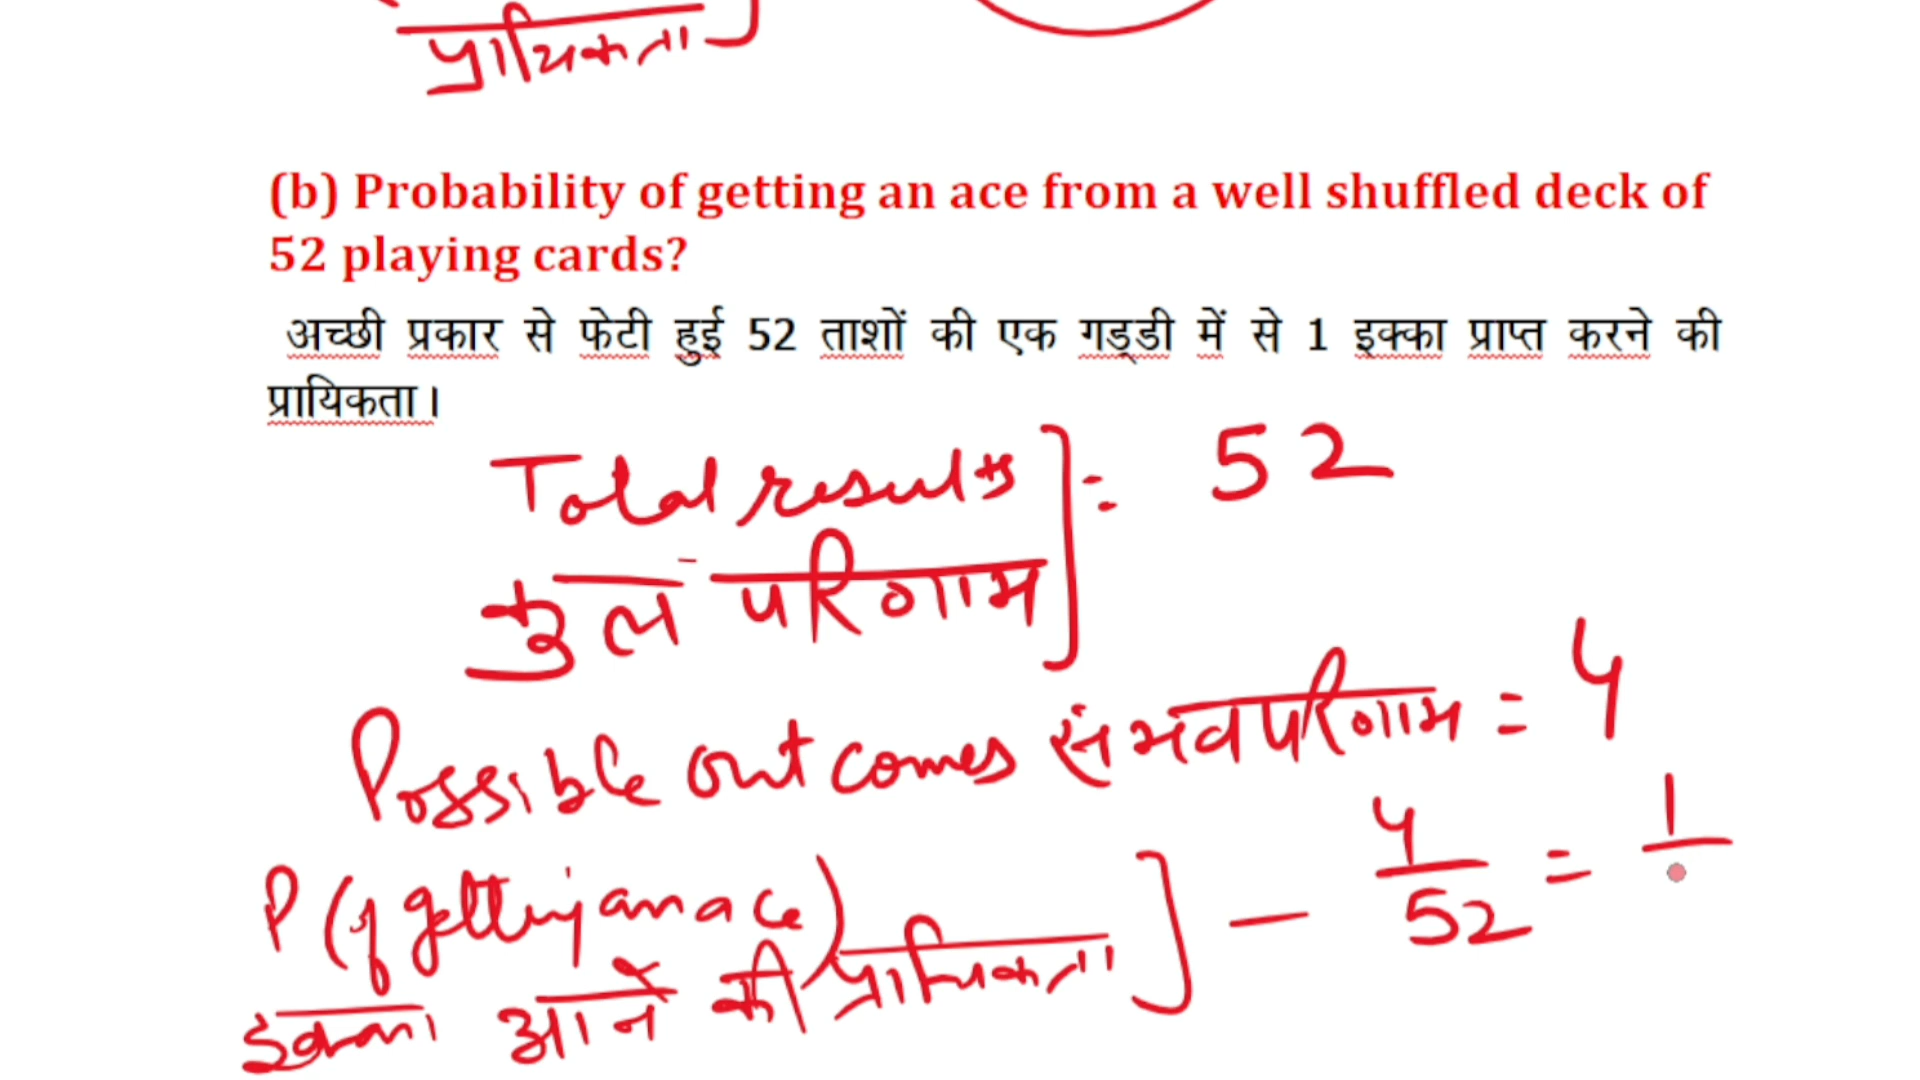 प्रायिकता
(b) Probability of getting an ace from a well shuffled deck of
52 playing cards?
अच्छी प्रकार से फेटी हुई 52 ताशों की एक गड्डी में से 1 इक्का प्राप्त करने की
प्रायिकता।
Total results = 52
कुल परिणाम
Possible outcomes संभव परिणाम = 4
P (of getting an ace) - 4/52 = 1/
इक्का आने की प्रायिकता